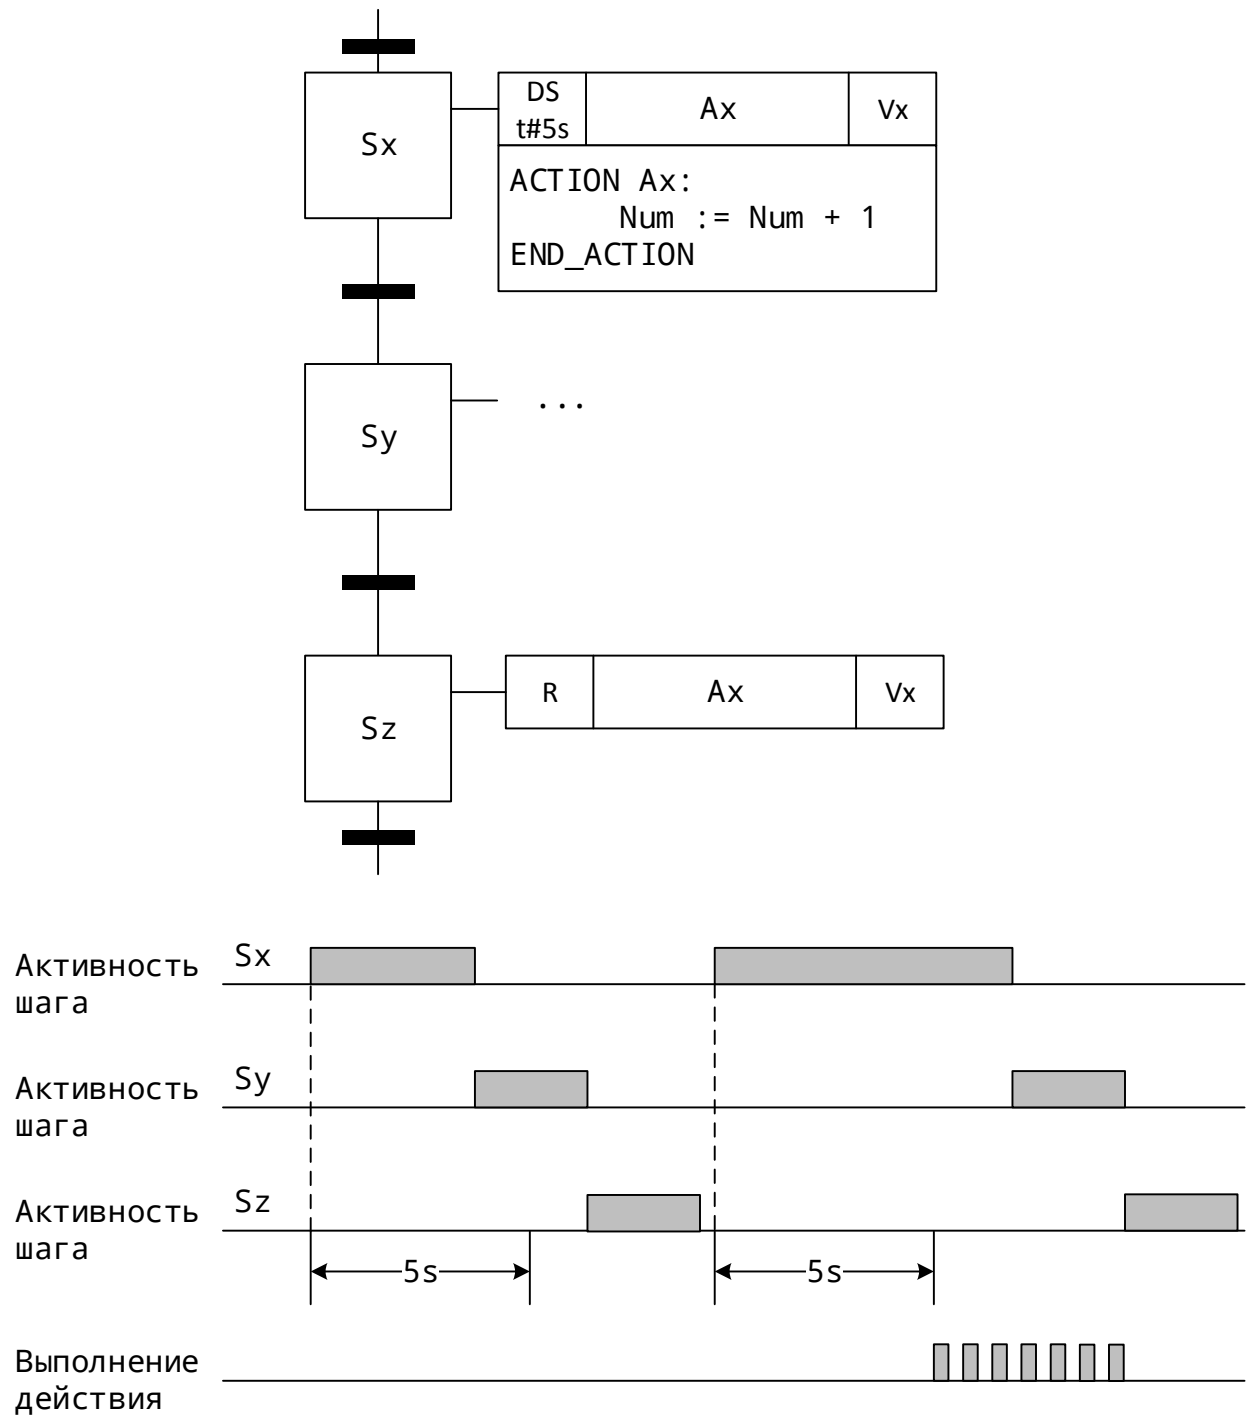 DS
t#5s
Ax
Vx
Sx
ACTION Ax:
Num := Num + 1
END_ACTION
Sy
...
R
Ax
Vx
Sz
Активность
шага
Sx
Активность
шага
Sy
Активность
шага
Sz
5s
5s
Выполнение
действия